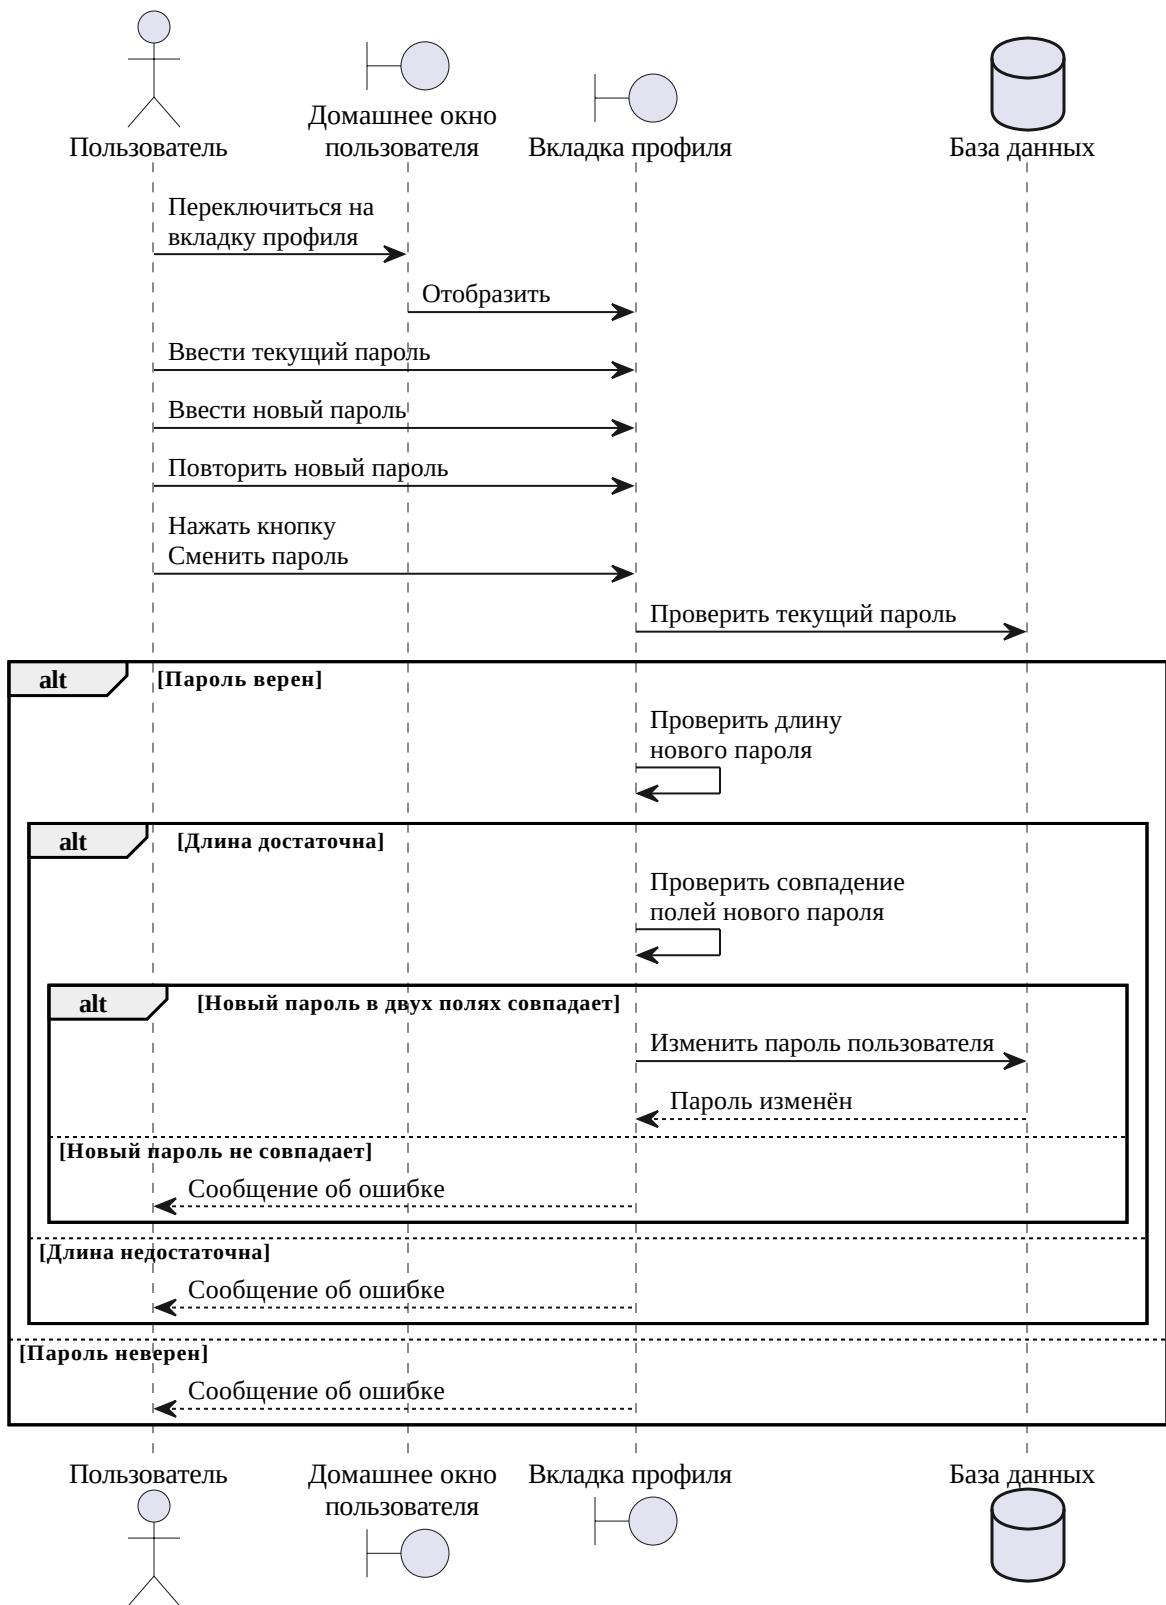 Пользователь
Домашнее окно
пользователя
Вкладка профиля
База данных
Переключиться на
вкладку профиля
Отобразить
Ввести текущий пароль
Ввести новый пароль
Повторить новый пароль
Нажать кнопку
Сменить пароль
Проверить текущий пароль
alt [Пароль верен]
Проверить длину
нового пароля
alt [Длина достаточна]
Проверить совпадение
полей нового пароля
alt [Новый пароль в двух полях совпадает]
Изменить пароль пользователя
Пароль изменён
[Новый пароль не совпадает]
Сообщение об ошибке
[Длина недостаточна]
Сообщение об ошибке
[Пароль неверен]
Сообщение об ошибке
Пользователь
Домашнее окно
пользователя
Вкладка профиля
База данных